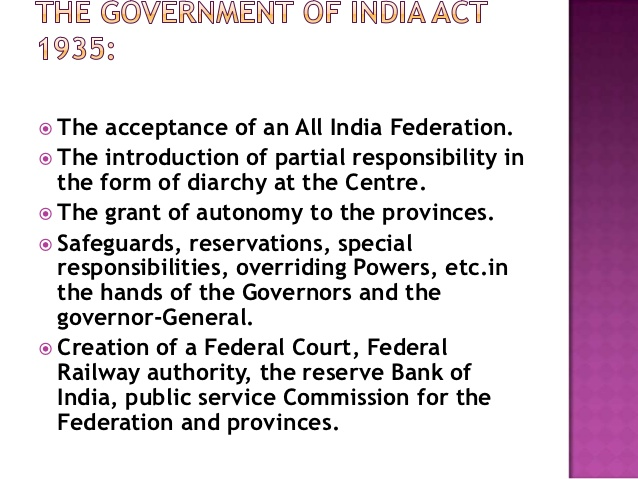 THE GOVERNMENT OF INDIA ACT
1935:
The acceptance of an All India Federation.
The introduction of partial responsibility in
the form of diarchy at the Centre.
The grant of autonomy to the provinces.
Safeguards, reservations, special
responsibilities, overriding Powers, etc.in
the hands of the Governors and the
governor-General.
Creation of a Federal Court, Federal
Railway authority, the reserve Bank of
India, public service Commission for the
Federation and provinces.